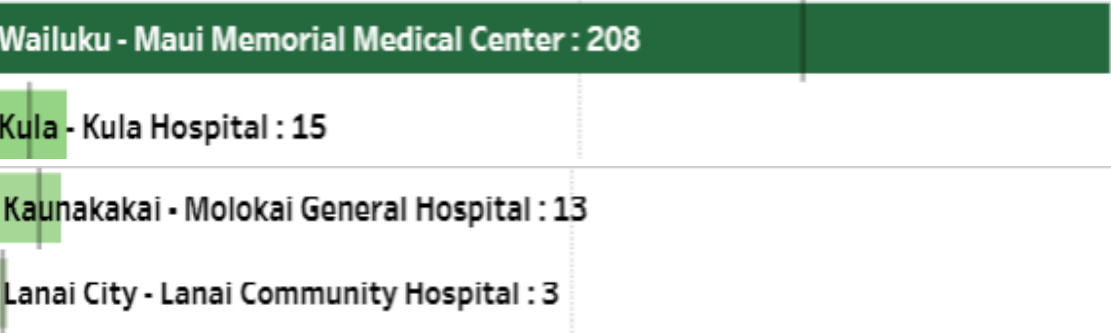 Wailuku - Maui Memorial Medical Center : 208
Kula - Kula Hospital : 15
Kaunakakai - Molokai General Hospital : 13
Lanai City - Lanai Community Hospital : 3